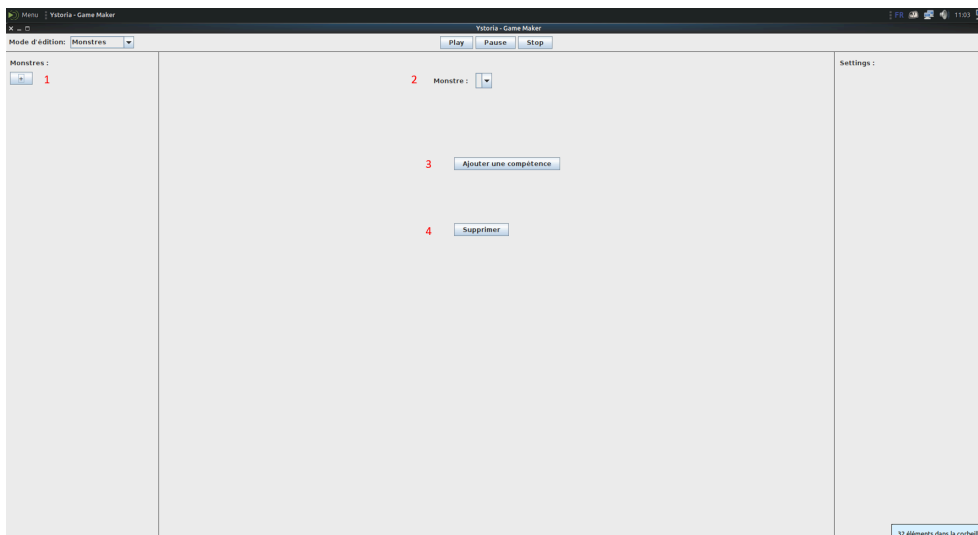 Menu Ystoria - Game Maker FR 11:03
Ystoria - Game Maker
Mode d'édition: Monstres Play Pause Stop
Monstres :
Settings :
1
2 Monstre :
3 Ajouter une compétence
4 Supprimer
32 éléments dans la corbeil